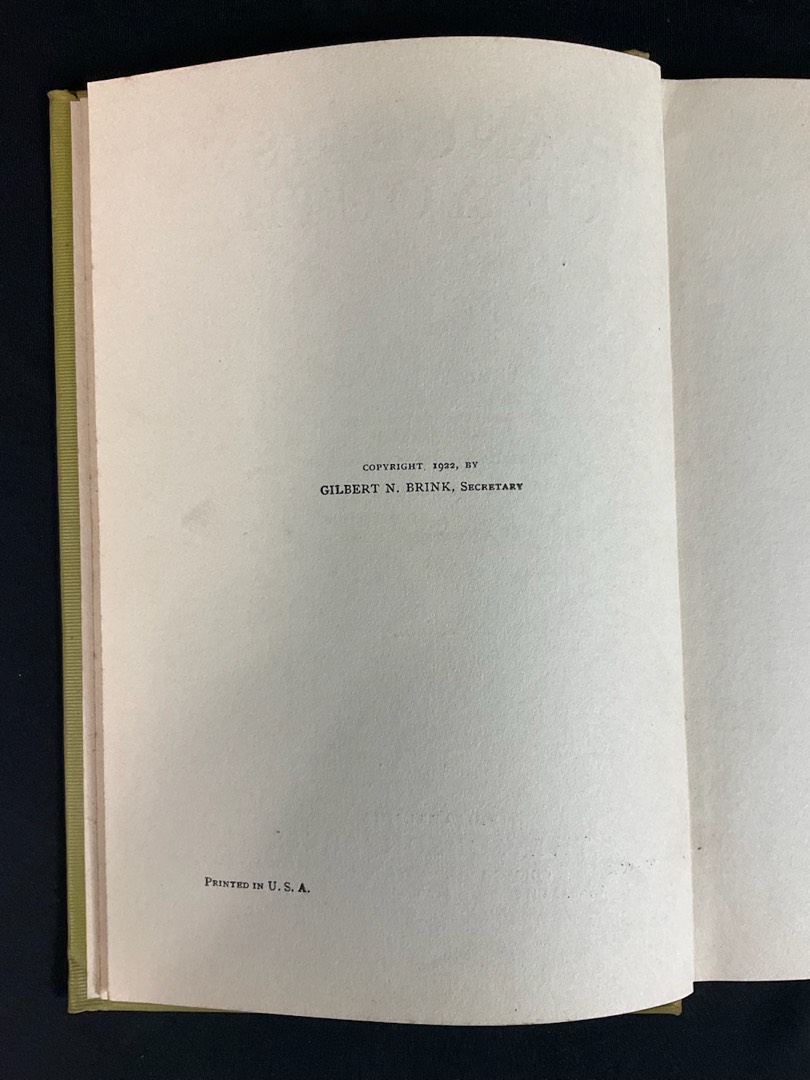 COPYRIGHT, 1922, BY
GILBERT N. BRINK, SECRETARY
PRINTED IN U. S. A.